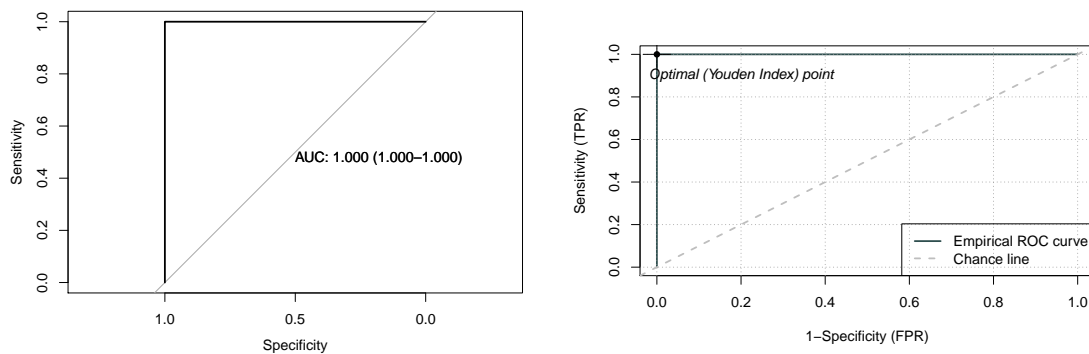 Sensitivity
1.0
0.8
0.6
0.4
0.2
0.0
AUC: 1.000 (1.000–1.000)
1.0 0.5 0.0
Specificity
Sensitivity (TPR)
1.0
0.8
0.6
0.4
0.2
0.0
Optimal (Youden Index) point
Empirical ROC curve
Chance line
0.0 0.2 0.4 0.6 0.8 1.0
1−Specificity (FPR)